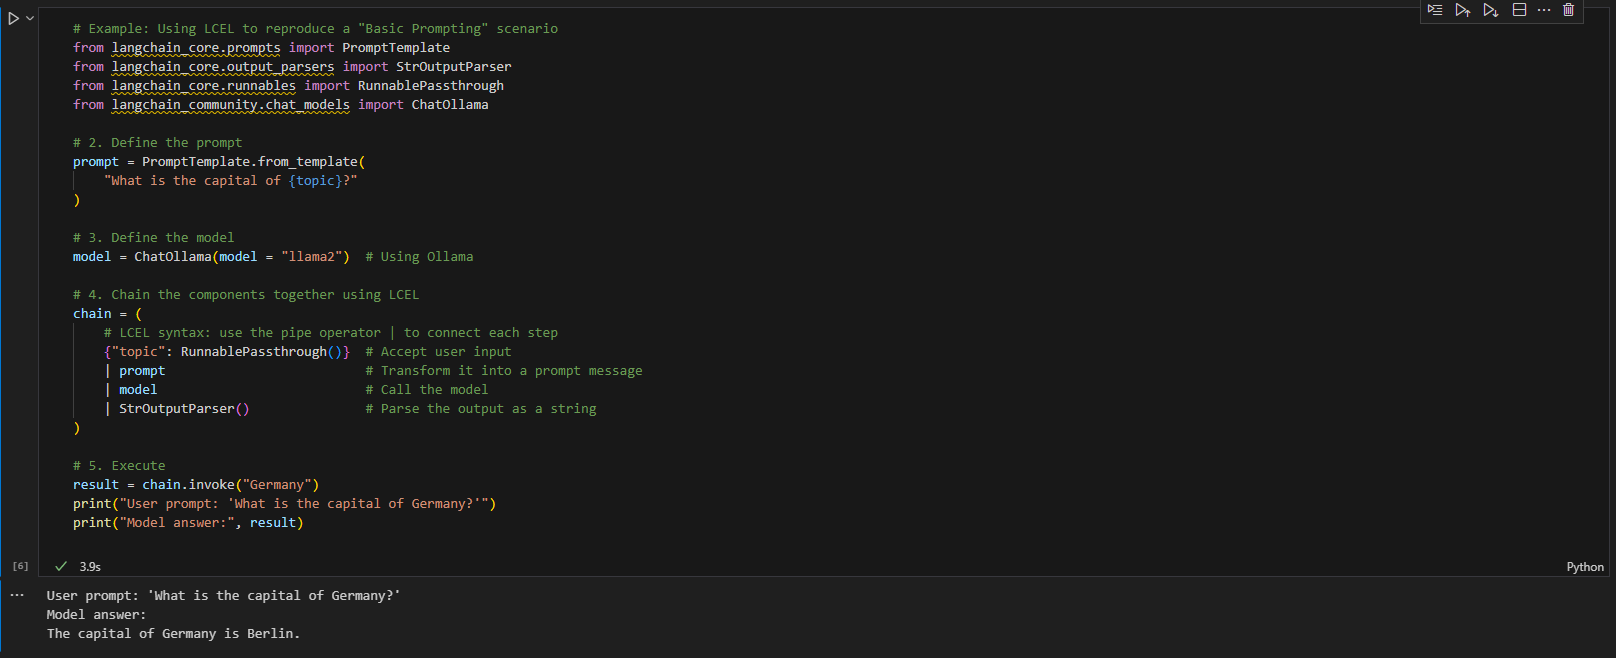 # Example: Using LCEL to reproduce a "Basic Prompting" scenario
from langchain_core.prompts import PromptTemplate
from langchain_core.output_parsers import StrOutputParser
from langchain_core.runnables import RunnablePassthrough
from langchain_community.chat_models import ChatOllama
# 2. Define the prompt
prompt = PromptTemplate.from_template(
    "What is the capital of {topic}?"
)
# 3. Define the model
model = ChatOllama(model = "llama2")  # Using Ollama
# 4. Chain the components together using LCEL
chain = (
    # LCEL syntax: use the pipe operator | to connect each step
    {"topic": RunnablePassthrough()}  # Accept user input
    | prompt                          # Transform it into a prompt message
    | model                           # Call the model
    | StrOutputParser()               # Parse the output as a string
)
# 5. Execute
result = chain.invoke("Germany")
print("User prompt: 'What is the capital of Germany?'")
print("Model answer:", result)
[6] 3.9s Python
User prompt: 'What is the capital of Germany?'
Model answer:
The capital of Germany is Berlin.